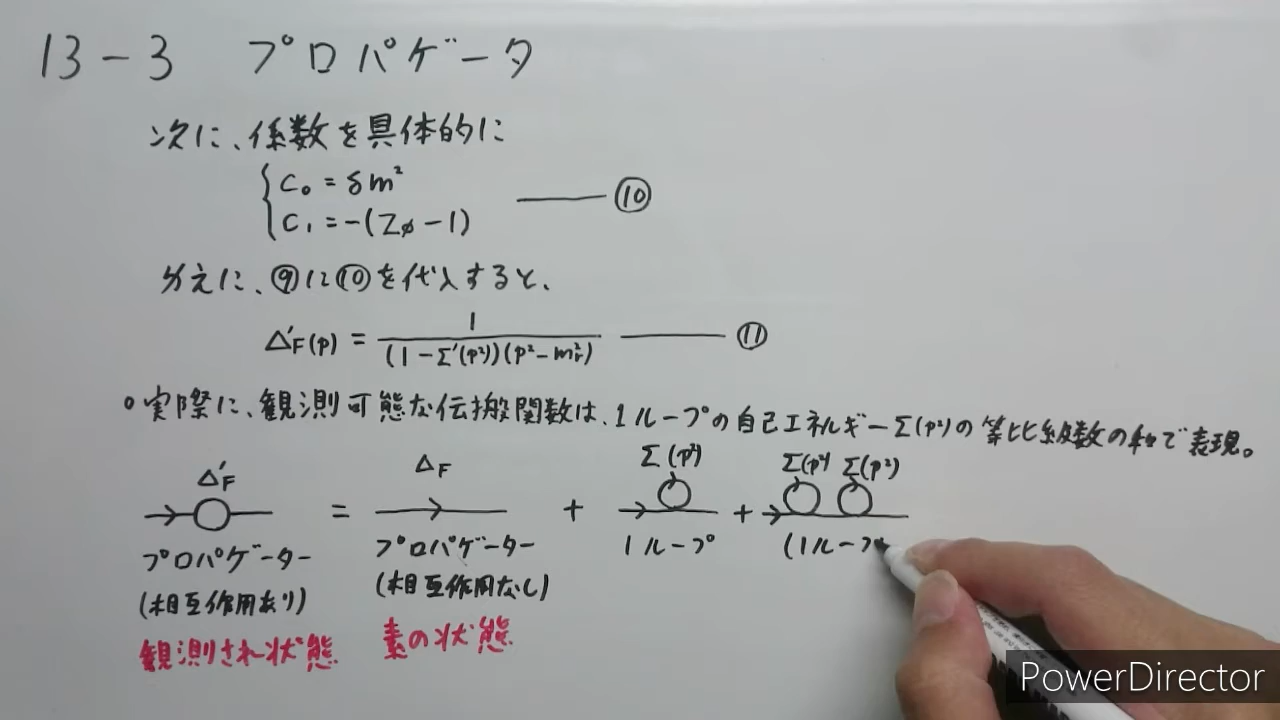 13-3 プロパゲータ
次に、係数を具体的に
C₀ = δm²
C₁ = -(Zφ-1)
⑩
与えに、⑨に⑩を代入すると、
Δ'F(p) = 1 / (1-Σ'(p²))(p²-mr²)
⑪
○実際に、観測可能な伝搬関数は、1ループの自己エネルギーΣ(p²)の等比級数の和で表現。
Δ'F
=
ΔF
+
Σ(p²)
+
Σ(p²) Σ(p²)
プロパゲーター
(相互作用あり)
観測され状態
プロパゲーター
(相互作用なし)
素の状態
1ループ
(1ループ
PowerDirector